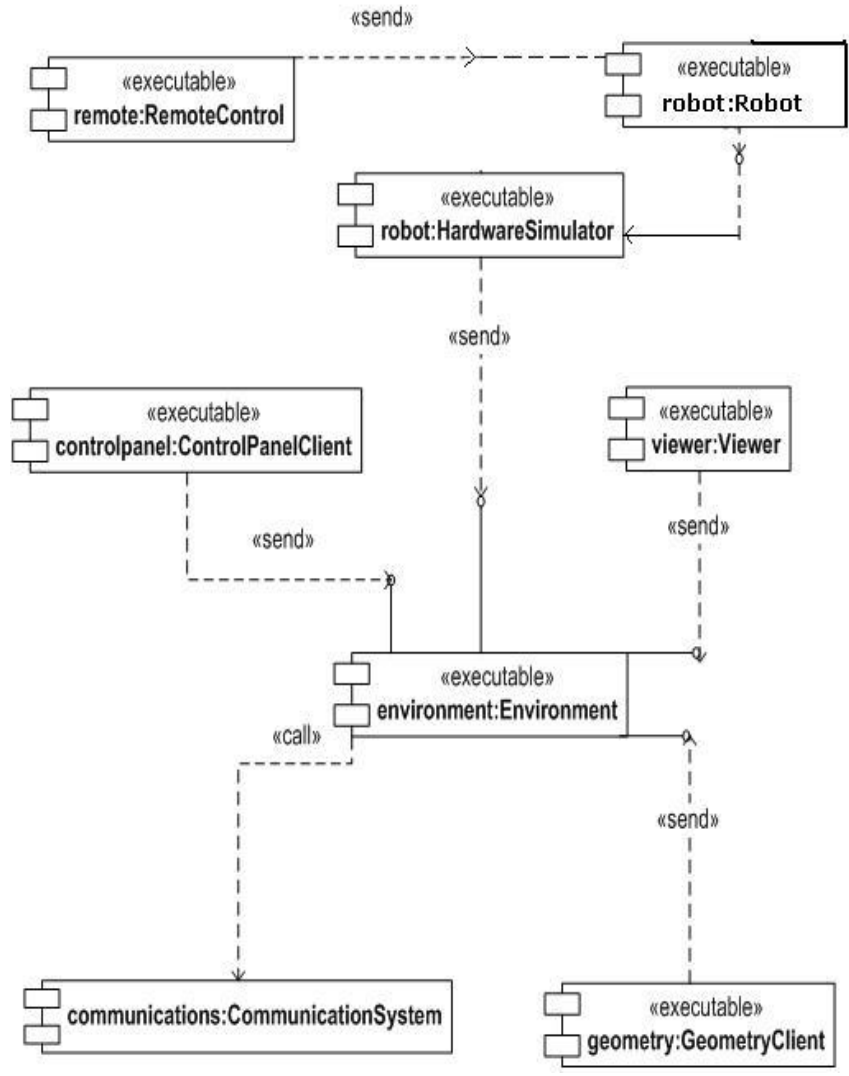 «send»
«executable»
remote:RemoteControl
«executable»
robot:Robot
«executable»
robot:HardwareSimulator
«send»
«executable»
controlpanel:ControlPanelClient
«executable»
viewer:Viewer
«send»
«send»
«executable»
environment:Environment
«call»
«send»
communications:CommunicationSystem
«executable»
geometry:GeometryClient